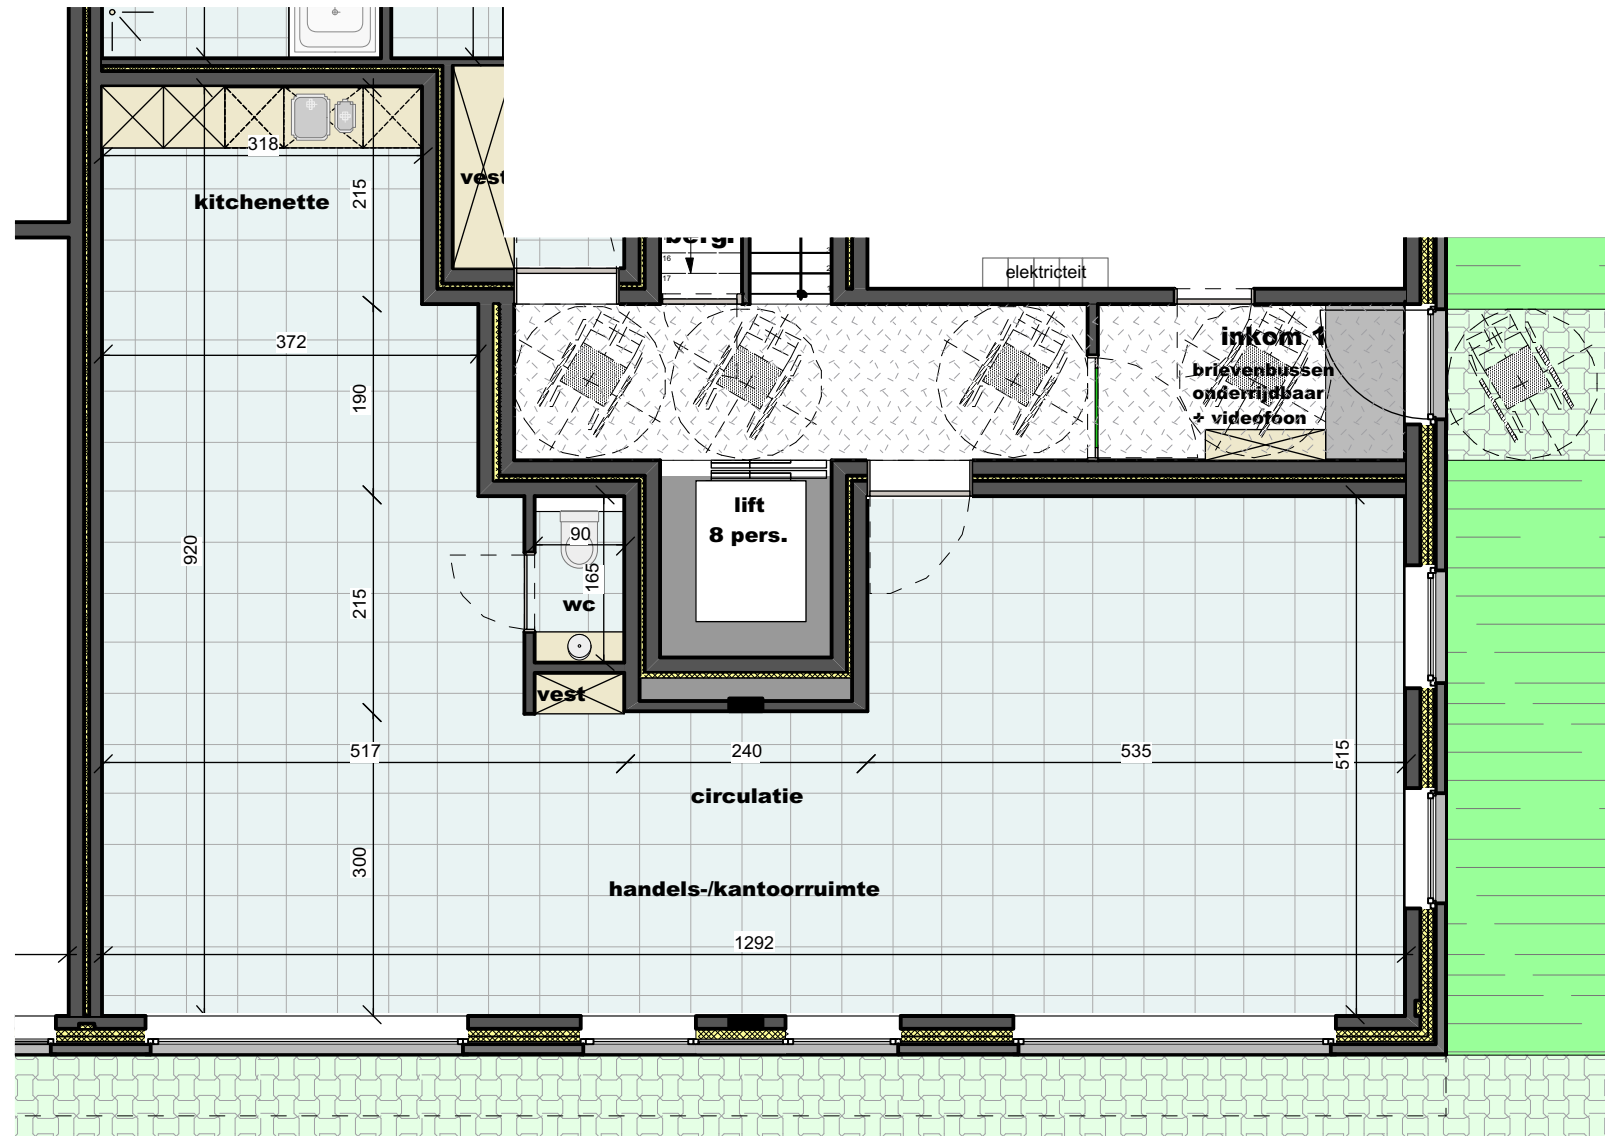 318
vest
kitchenette
215
berg.
16
17
elektriciteit
372
inkom 1
brievenbussen
onderrijdbaar
+ videofoon
190
lift
8 pers.
90
920
165
215
wc
vest
517
240
535
515
circulatie
300
handels-/kantoorruimte
1292